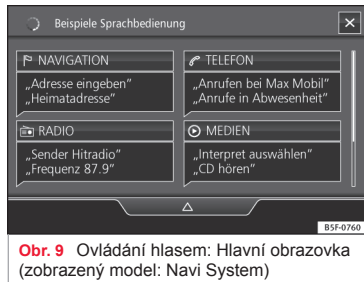 Beispiele Sprachbedienung
NAVIGATION
„Adresse eingeben“
„Heimatadresse“
TELEFON
„Anrufen bei Max Mobil“
„Anrufe in Abwesenheit“
RADIO
„Sender Hitradio“
„Frequenz 87.9“
MEDIEN
„Interpret auswählen“
„CD hören“
B5F-0760
Obr. 9 Ovládání hlasem: Hlavní obrazovka
(zobrazený model: Navi System)